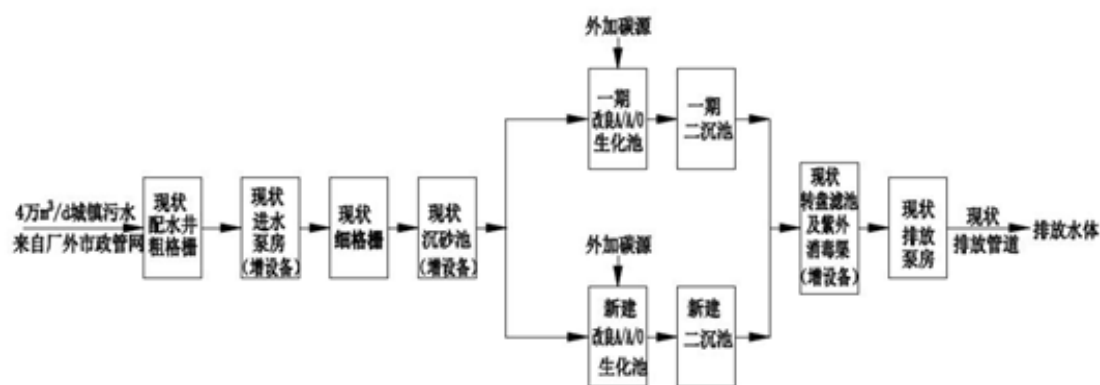 外加碳源
一期
改良A/A/O
生化池
一期
二沉池
4万m³/d城镇污水
来自厂外市政管网
现状
配水井
粗格栅
现状
进水
泵房
(增设备)
现状
细格栅
现状
沉砂池
(增设备)
外加碳源
新建
改良A/A/O
生化池
新建
二沉池
现状
转盘滤池
及紫外
消毒渠
(增设备)
现状
排放
泵房
现状
排放管道
排放水体